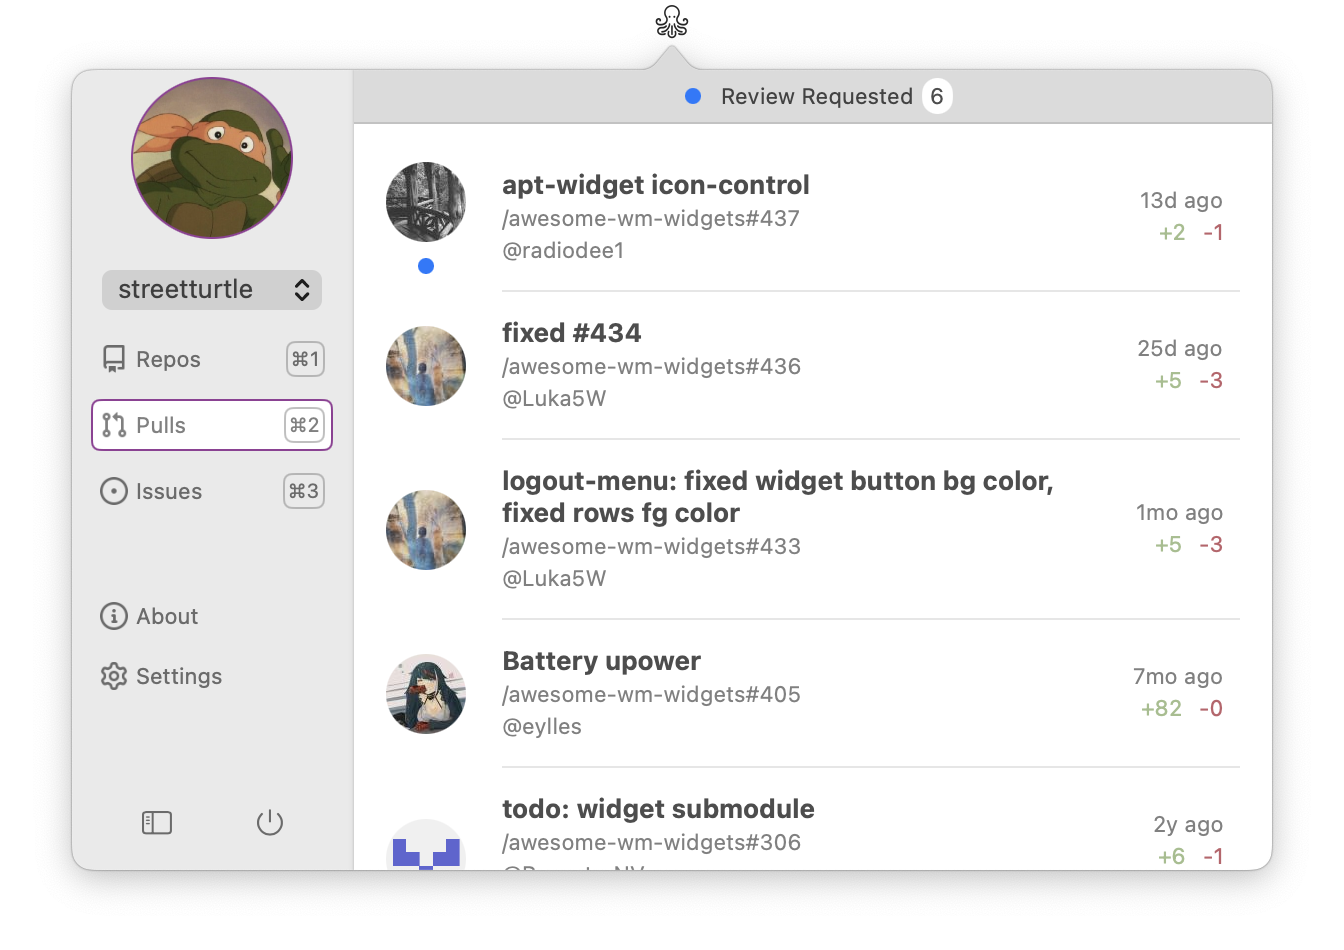 Review Requested 6
streetturtle
Repos ⌘1
Pulls ⌘2
Issues ⌘3
About
Settings
apt-widget icon-control
/awesome-wm-widgets#437
@radiodee1
13d ago
+2 -1
fixed #434
/awesome-wm-widgets#436
@Luka5W
25d ago
+5 -3
logout-menu: fixed widget button bg color,
fixed rows fg color
/awesome-wm-widgets#433
@Luka5W
1mo ago
+5 -3
Battery upower
/awesome-wm-widgets#405
@eylles
7mo ago
+82 -0
todo: widget submodule
/awesome-wm-widgets#306
2y ago
+6 -1